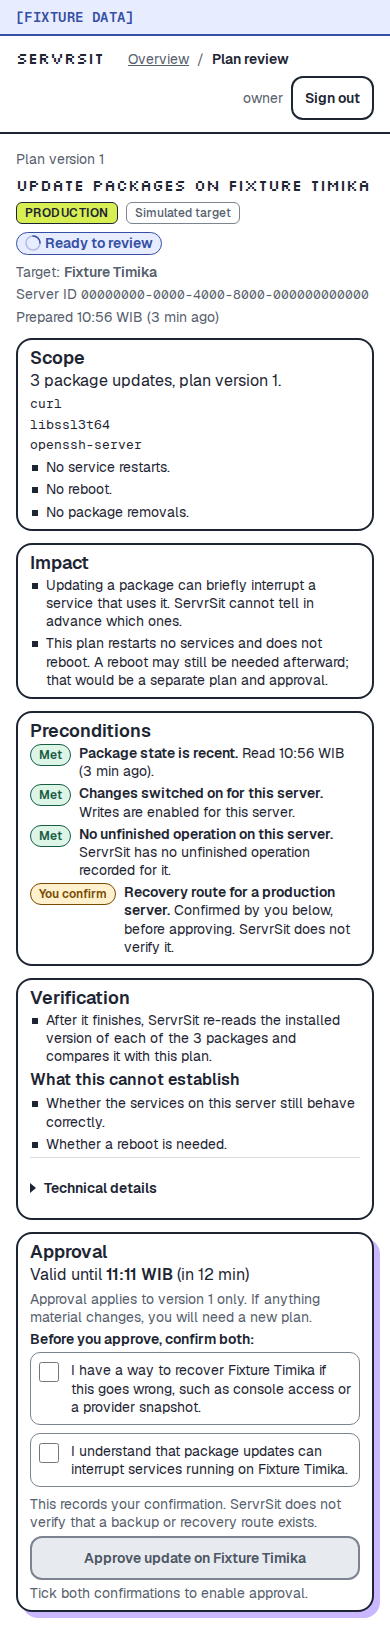 [FIXTURE DATA]
SERVRSIT Overview / Plan review
owner Sign out
Plan version 1
UPDATE PACKAGES ON FIXTURE TIMIKA
PRODUCTION Simulated target
Ready to review
Target: Fixture Timika
Server ID 00000000-0000-4000-8000-000000000000
Prepared 10:56 WIB (3 min ago)
Scope
3 package updates, plan version 1.
curl
libssl3t64
openssh-server
No service restarts.
No reboot.
No package removals.
Impact
Updating a package can briefly interrupt a
service that uses it. ServrSit cannot tell in
advance which ones.
This plan restarts no services and does not
reboot. A reboot may still be needed afterward;
that would be a separate plan and approval.
Preconditions
Met Package state is recent. Read 10:56 WIB
(3 min ago).
Met Changes switched on for this server.
Writes are enabled for this server.
Met No unfinished operation on this server.
ServrSit has no unfinished operation
recorded for it.
You confirm Recovery route for a production
server. Confirmed by you below,
before approving. ServrSit does not
verify it.
Verification
After it finishes, ServrSit re-reads the installed
version of each of the 3 packages and
compares it with this plan.
What this cannot establish
Whether the services on this server still behave
correctly.
Whether a reboot is needed.
Technical details
Approval
Valid until 11:11 WIB (in 12 min)
Approval applies to version 1 only. If anything
material changes, you will need a new plan.
Before you approve, confirm both:
I have a way to recover Fixture Timika if
this goes wrong, such as console access or
a provider snapshot.
I understand that package updates can
interrupt services running on Fixture Timika.
This records your confirmation. ServrSit does not
verify that a backup or recovery route exists.
Approve update on Fixture Timika
Tick both confirmations to enable approval.